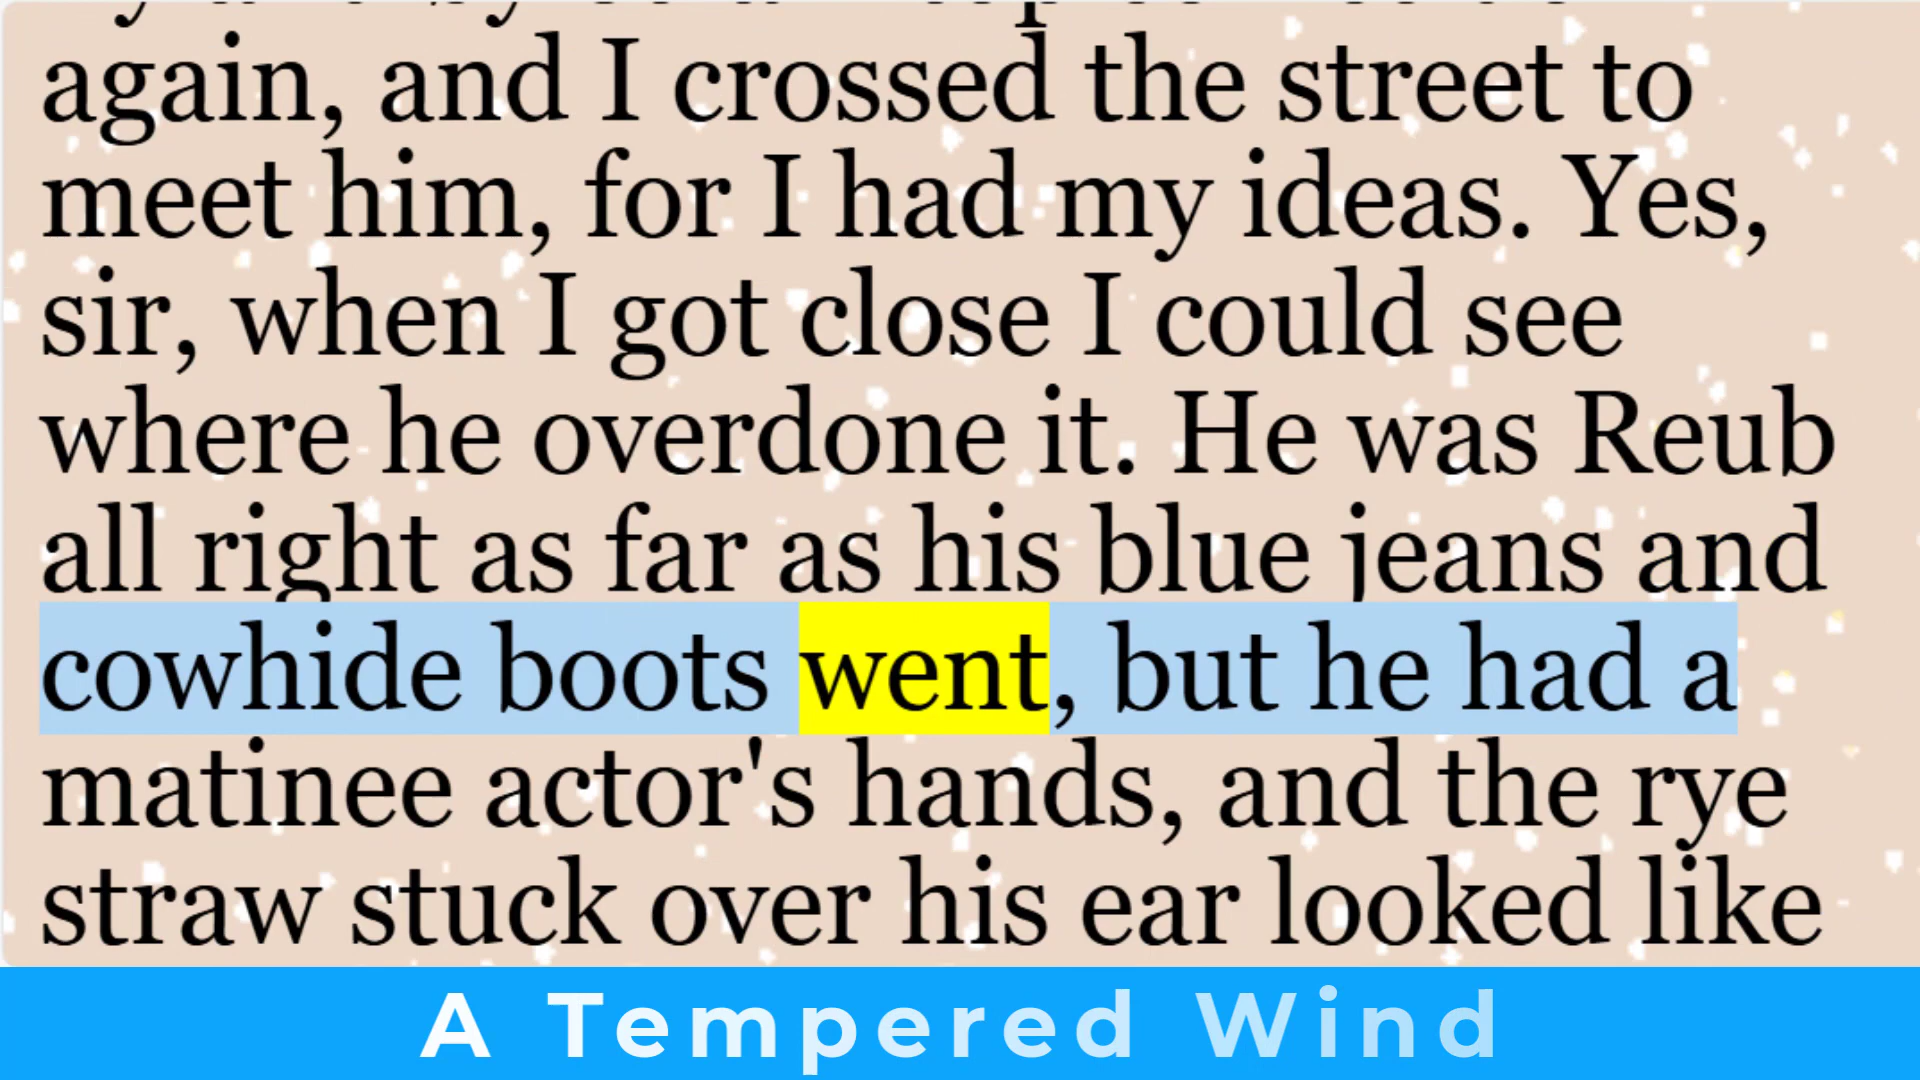 again, and I crossed the street to
meet him, for I had my ideas. Yes,
sir, when I got close I could see
where he overdone it. He was Reub
all right as far as his blue jeans and
cowhide boots went, but he had a
matinee actor's hands, and the rye
straw stuck over his ear looked like
A Tempered Wind